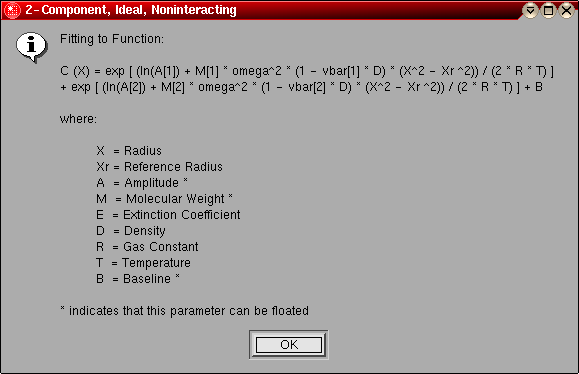 2-Component, Ideal, Noninteracting
Fitting to Function:
C (X) = exp [ (ln(A[1]) + M[1] * omega^2 * (1 - vbar[1] * D) * (X^2 - Xr ^2)) / (2 * R * T) ]
+ exp [ (ln(A[2]) + M[2] * omega^2 * (1 - vbar[2] * D) * (X^2 - Xr ^2)) / (2 * R * T) ] + B
where:
X = Radius
Xr = Reference Radius
A = Amplitude *
M = Molecular Weight *
E = Extinction Coefficient
D = Density
R = Gas Constant
T = Temperature
B = Baseline *
* indicates that this parameter can be floated
OK